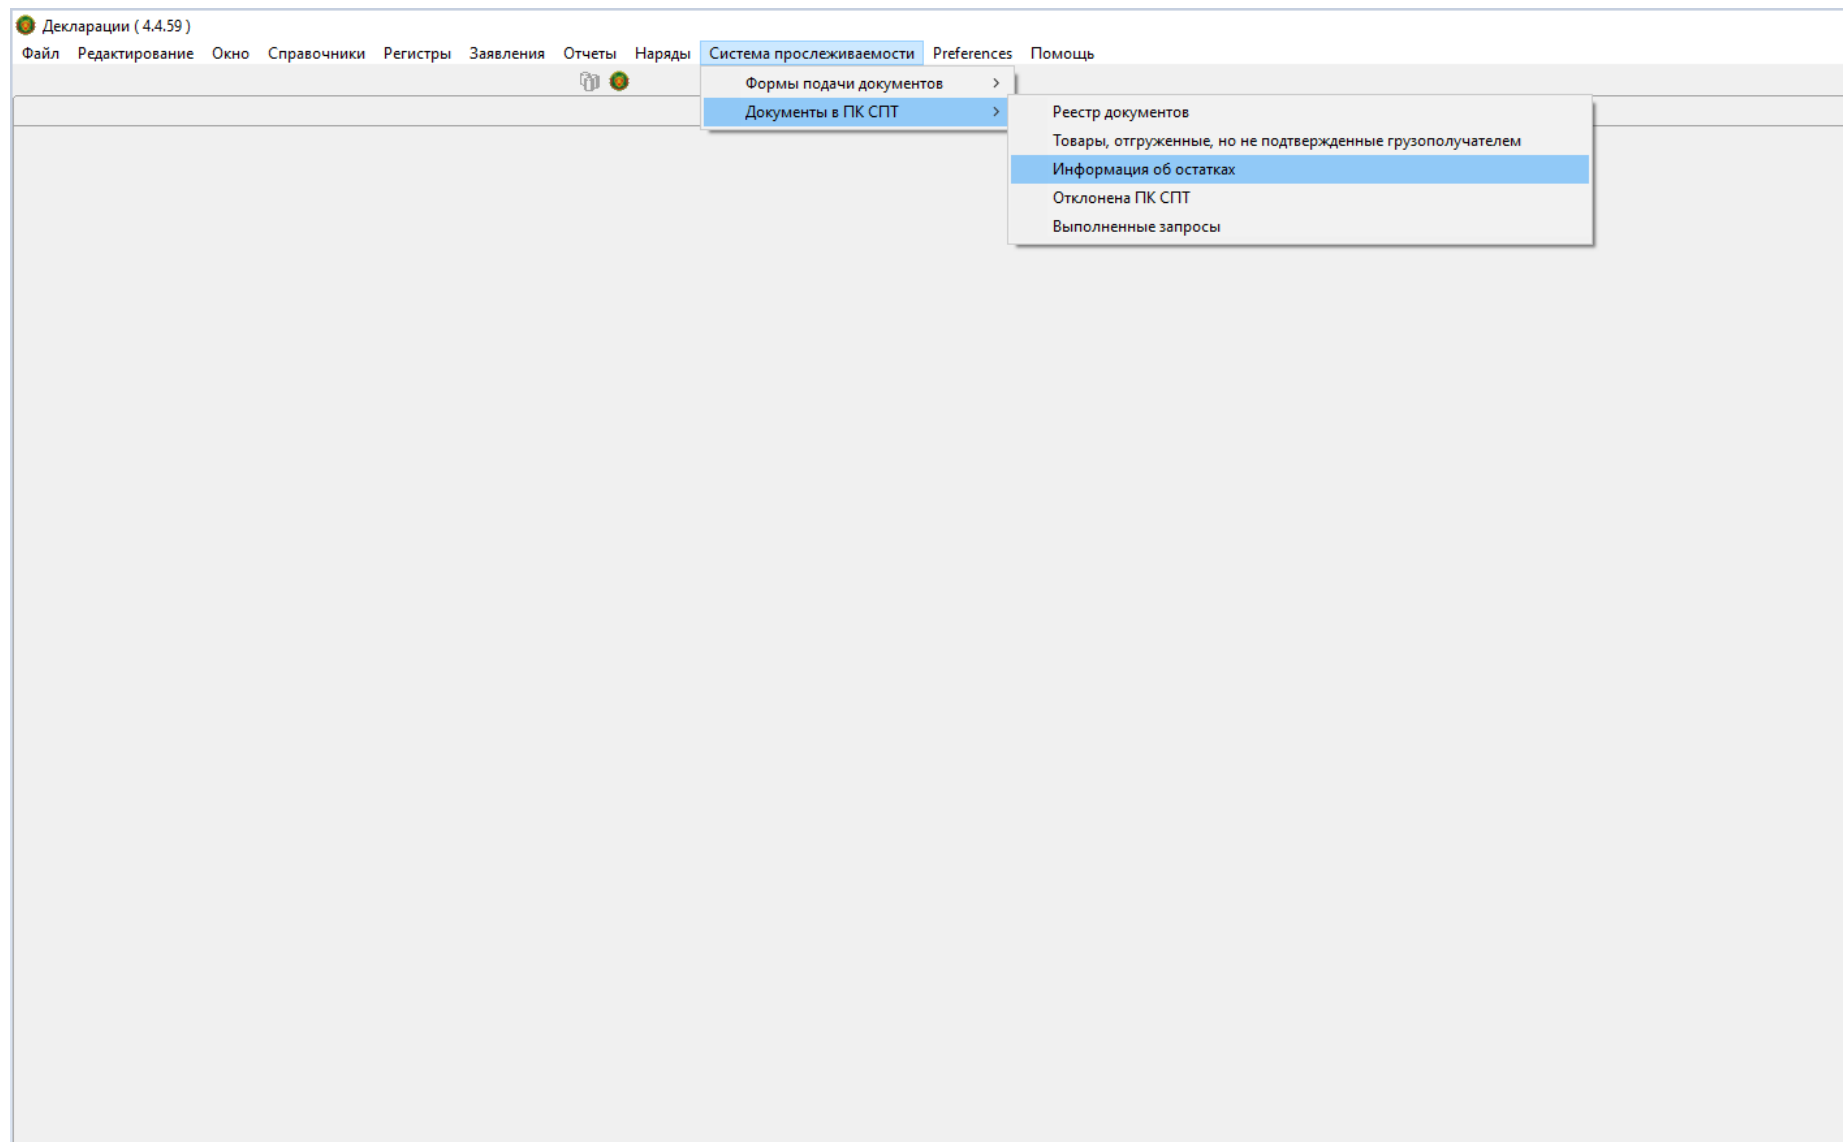 Декларации ( 4.4.59 )
Файл Редактирование Окно Справочники Регистры Заявления Отчеты Наряды Система прослеживаемости Preferences Помощь
Формы подачи документов
Документы в ПК СПТ
Реестр документов
Товары, отгруженные, но не подтвержденные грузополучателем
Информация об остатках
Отклонена ПК СПТ
Выполненные запросы